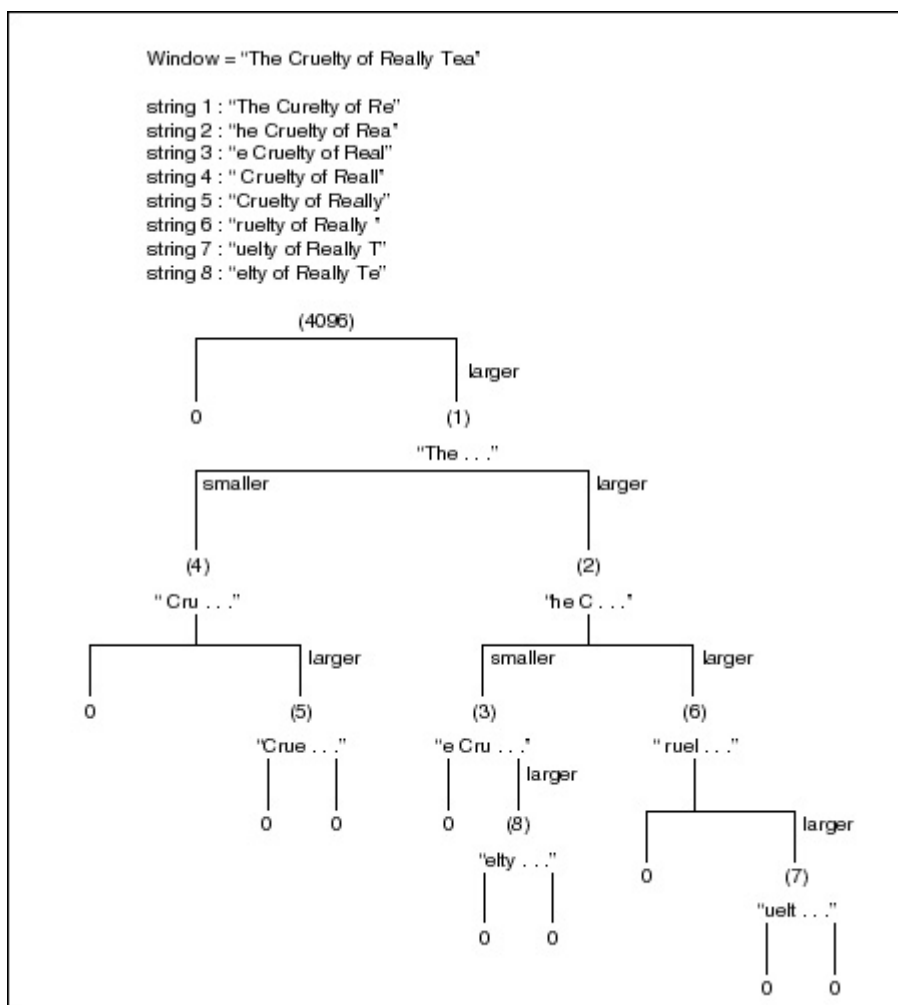 Window = “The Cruelty of Really Tea"
string 1 : “The Curelty of Re”
string 2 : “he Cruelty of Rea"
string 3 : “e Cruelty of Real”
string 4 : “ Cruelty of Reall"
string 5 : “Cruelty of Really”
string 6 : “ruelty of Really "
string 7 : “uelty of Really T”
string 8 : “elty of Really Te”
(4096)
larger
0 (1)
“The . . .”
smaller larger
(4) (2)
“ Cru . . .” “he C . . ."
larger smaller larger
0 (5) (3) (6)
“Crue . . .” “e Cru . . ." “ ruel . . .”
larger
0 0 0 (8) larger
“elty . . .” 0 (7)
“uelt . . .”
0 0
0 0